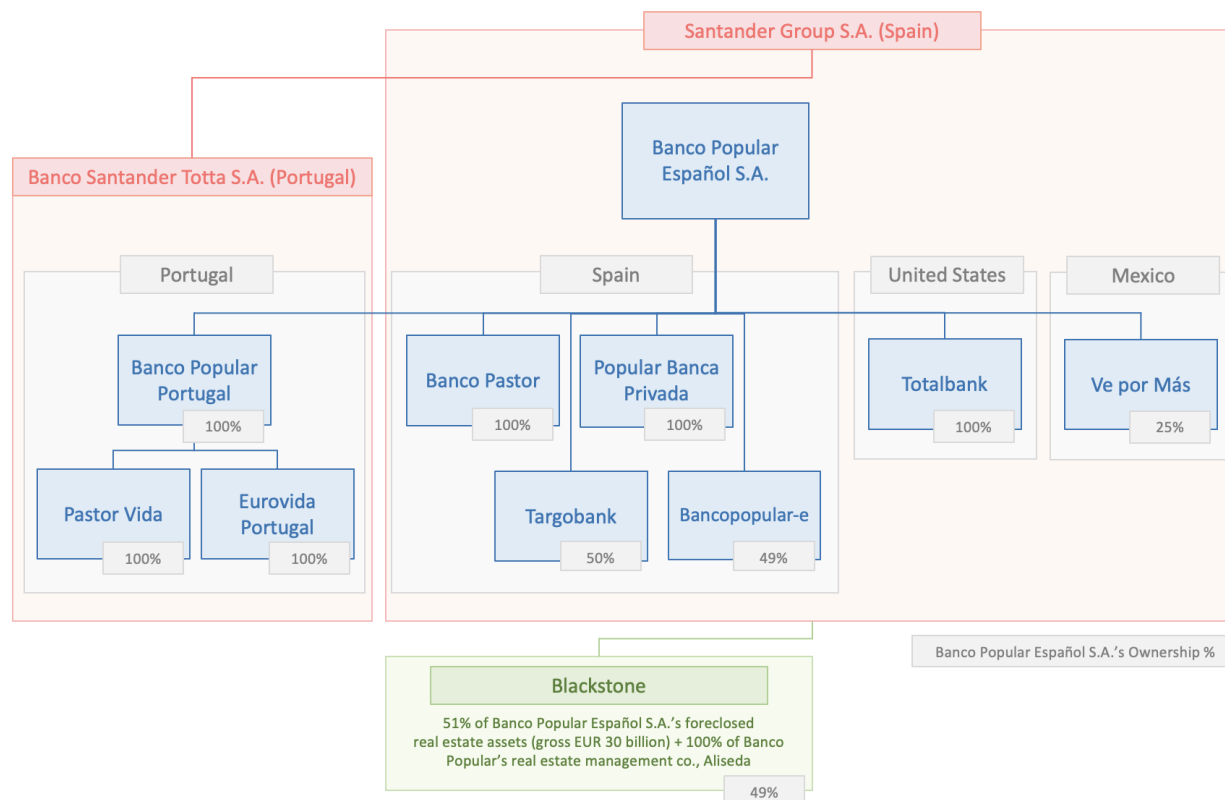 Santander Group S.A. (Spain)
Banco Popular
Español S.A.
Banco Santander Totta S.A. (Portugal)
Portugal
Spain
United States
Mexico
Banco Popular
Portugal
100%
Banco Pastor
100%
Popular Banca
Privada
100%
Totalbank
100%
Ve por Más
25%
Pastor Vida
100%
Eurovida
Portugal
100%
Targobank
50%
Bancopopular-e
49%
Banco Popular Español S.A.'s Ownership %
Blackstone
51% of Banco Popular Español S.A.'s foreclosed
real estate assets (gross EUR 30 billion) + 100% of Banco
Popular's real estate management co., Aliseda
49%